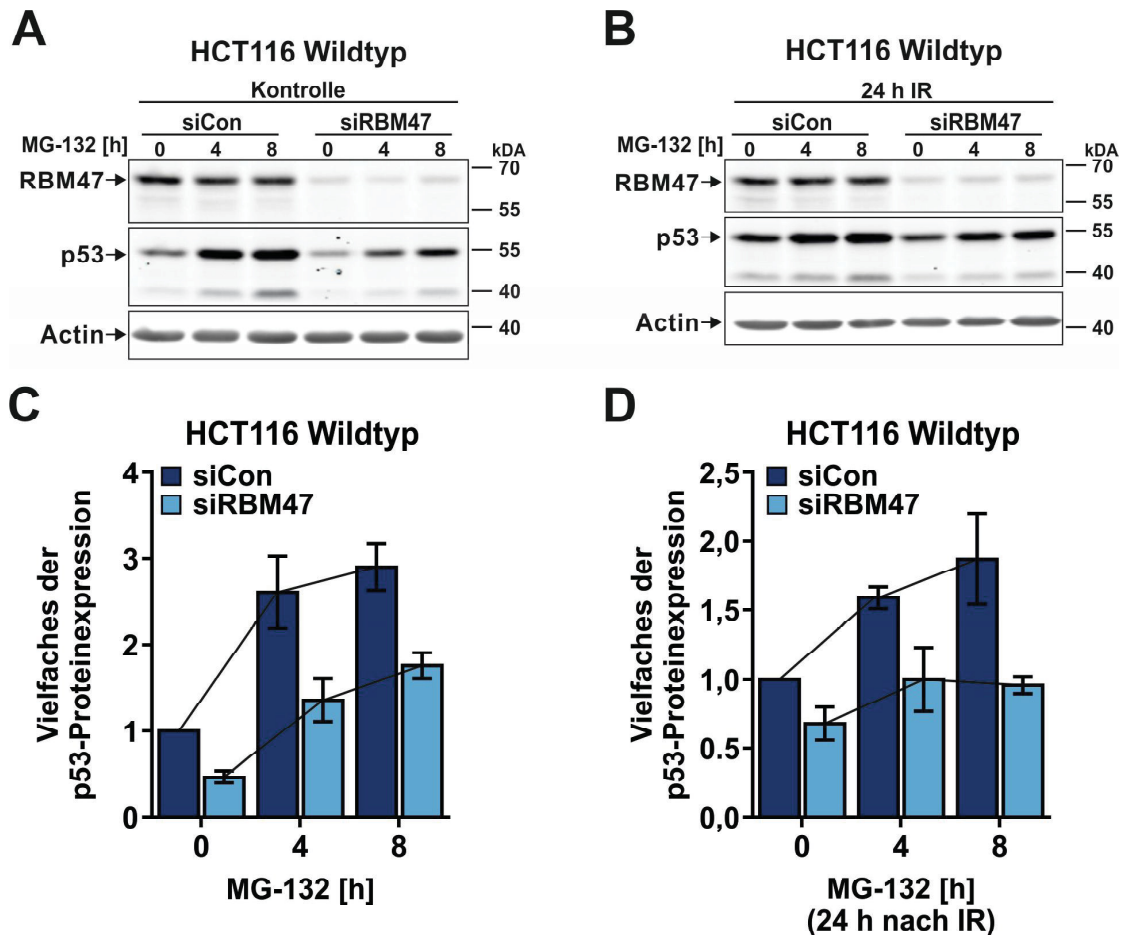 A
HCT116 Wildtyp
Kontrolle
siCon siRBM47
MG-132 [h] 0 4 8 0 4 8 kDA
RBM47 70
55
p53 55
40
Actin 40
B
HCT116 Wildtyp
24 h IR
siCon siRBM47
MG-132 [h] 0 4 8 0 4 8 kDA
RBM47 70
55
p53 55
40
Actin 40
C
HCT116 Wildtyp
siCon
siRBM47
Vielfaches der
p53-Proteinexpression
4
3
2
1
0
0 4 8
MG-132 [h]
D
HCT116 Wildtyp
siCon
siRBM47
Vielfaches der
p53-Proteinexpression
2,5
2,0
1,5
1,0
0.5
0,0
0 4 8
MG-132 [h]
(24 h nach IR)